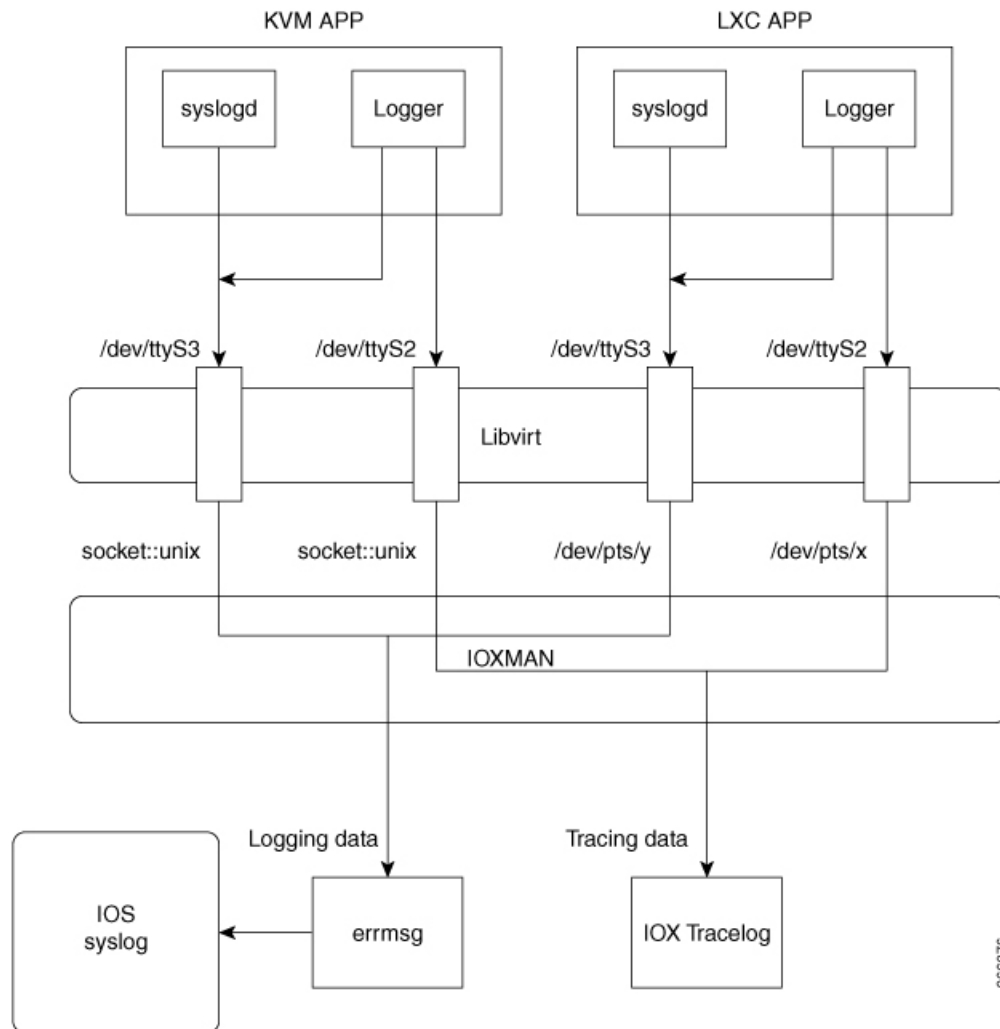 KVM APP
LXC APP
syslogd
Logger
syslogd
Logger
/dev/ttyS3
/dev/ttyS2
/dev/ttyS3
/dev/ttyS2
Libvirt
socket::unix
socket::unix
/dev/pts/y
/dev/pts/x
IOXMAN
Logging data
Tracing data
IOS
syslog
errmsg
IOX Tracelog